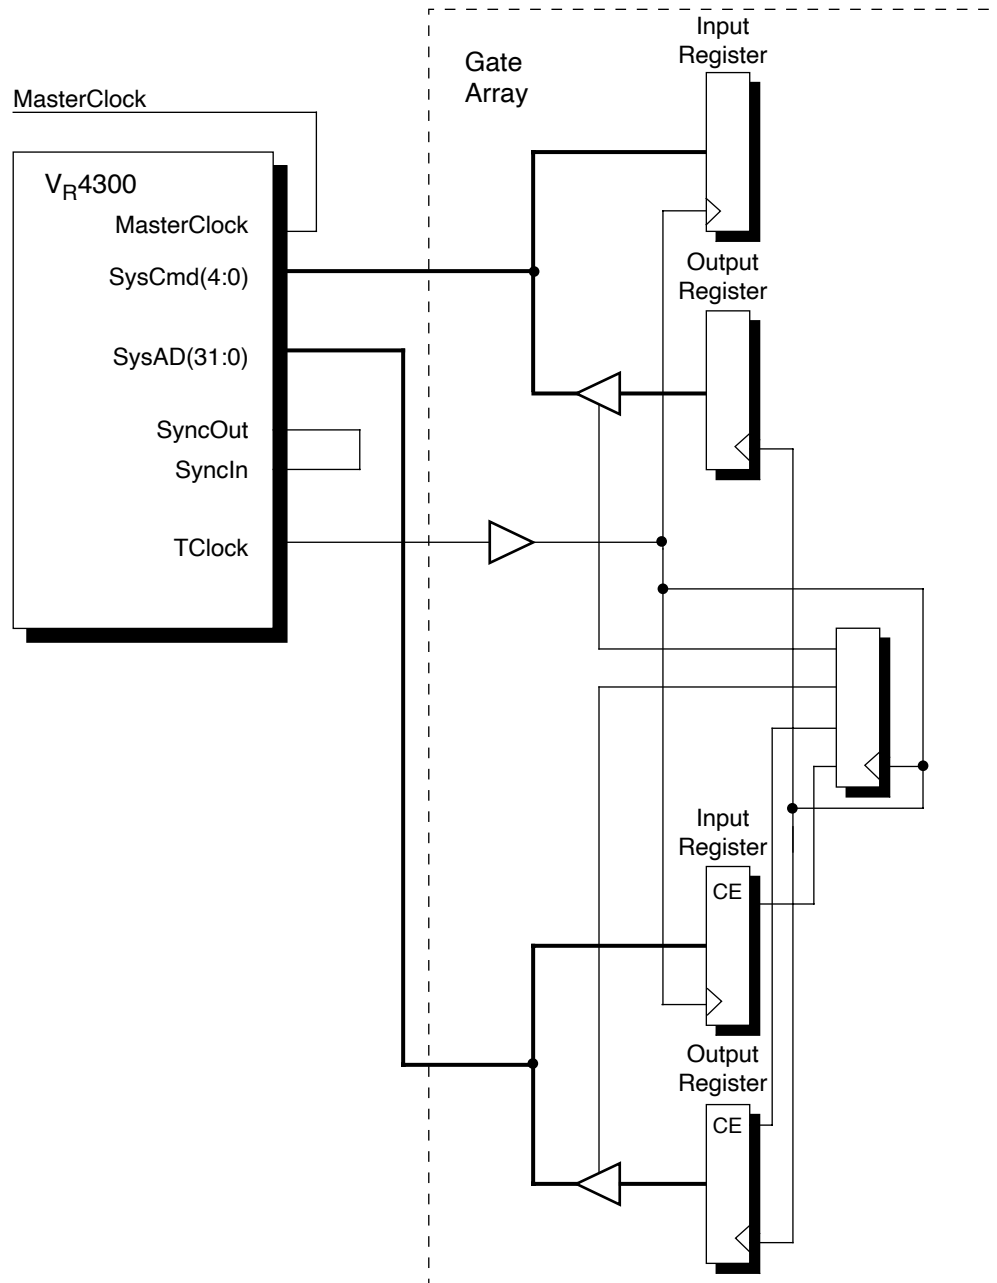 Input
Register
Gate
Array
MasterClock
VR4300
MasterClock
SysCmd(4:0)
Output
Register
SysAD(31:0)
SyncOut
SyncIn
TClock
Input
Register
CE
Output
Register
CE